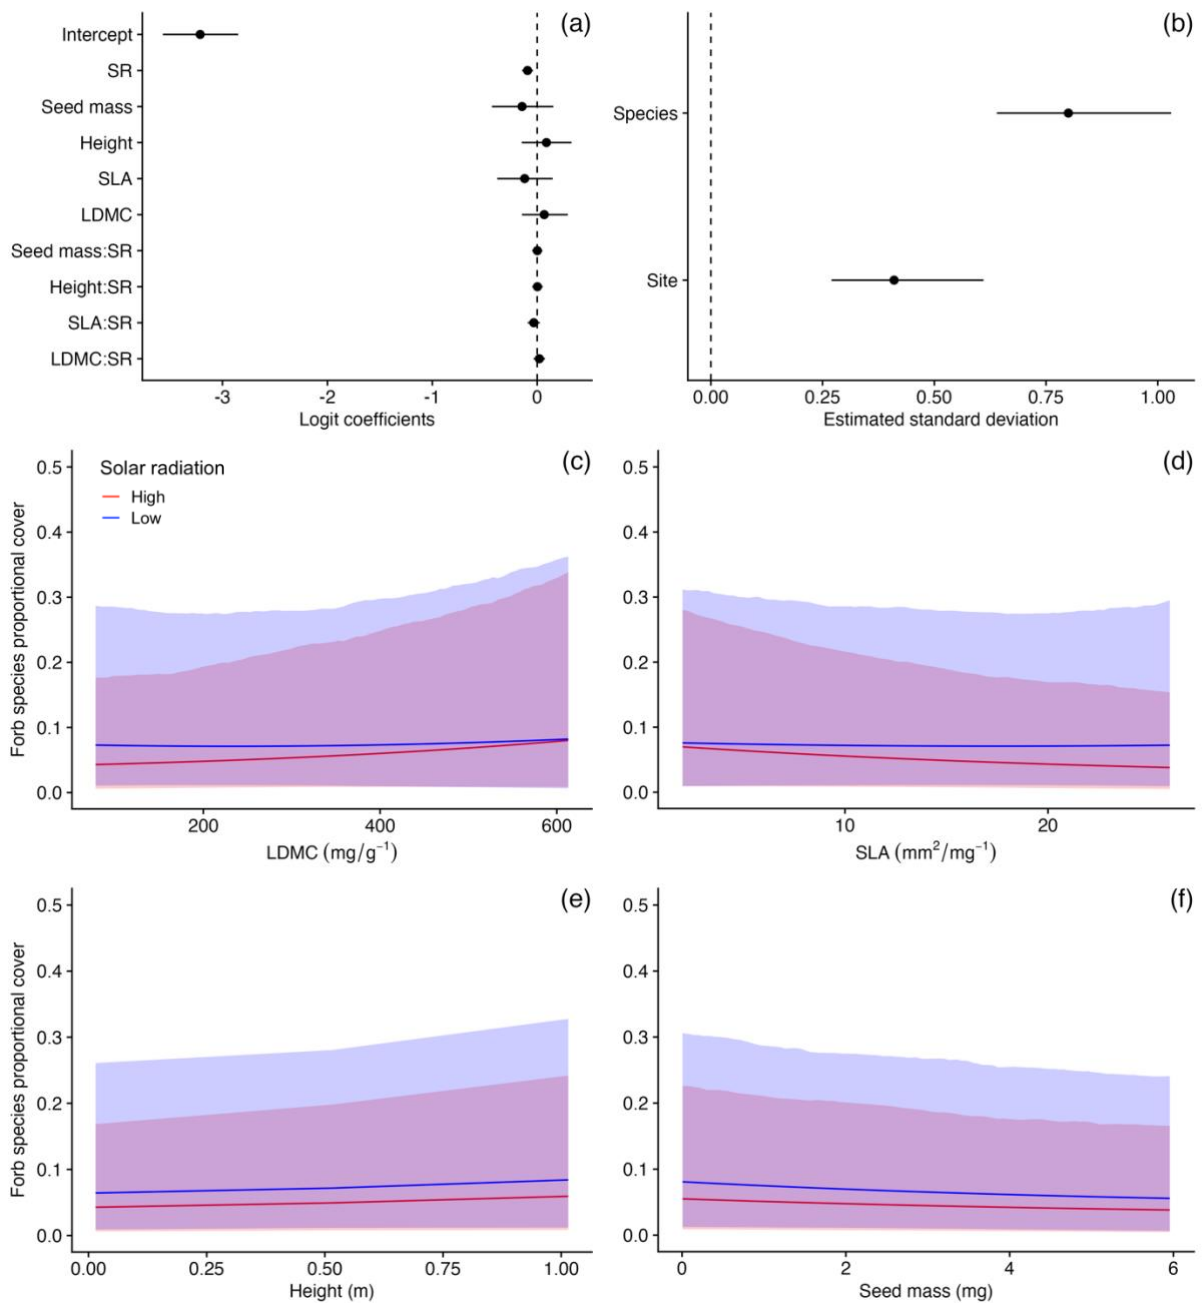 (a)
Intercept
SR
Seed mass
Height
SLA
LDMC
Seed mass:SR
Height:SR
SLA:SR
LDMC:SR
-3 -2 -1 0
Logit coefficients
(b)
Species
Site
0.00 0.25 0.50 0.75 1.00
Estimated standard deviation
(c)
Solar radiation
High
Low
Forb species proportional cover
0.5
0.4
0.3
0.2
0.1
0.0
200 400 600
LDMC (mg/g⁻¹)
(d)
0.5
0.4
0.3
0.2
0.1
0.0
10 20
SLA (mm²/mg⁻¹)
(e)
Forb species proportional cover
0.5
0.4
0.3
0.2
0.1
0.0
0.00 0.25 0.50 0.75 1.00
Height (m)
(f)
0.5
0.4
0.3
0.2
0.1
0.0
0 2 4 6
Seed mass (mg)